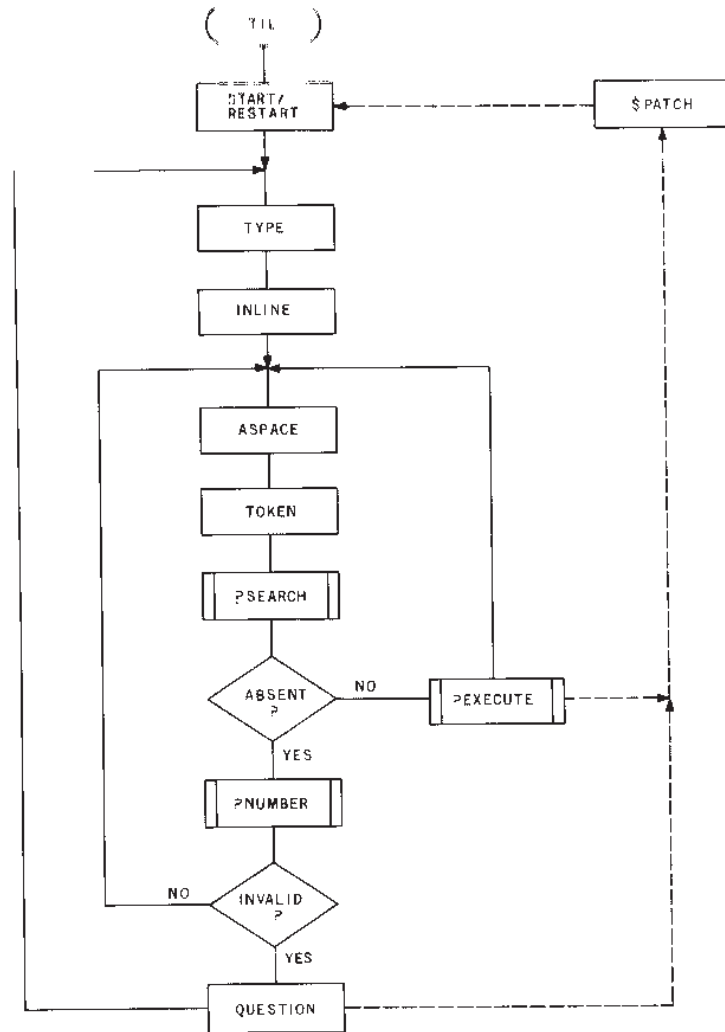 TIL
START/
RESTART
$PATCH
TYPE
INLINE
ASPACE
TOKEN
?SEARCH
ABSENT
?
NO
?EXECUTE
YES
?NUMBER
NO
INVALID
?
YES
QUESTION